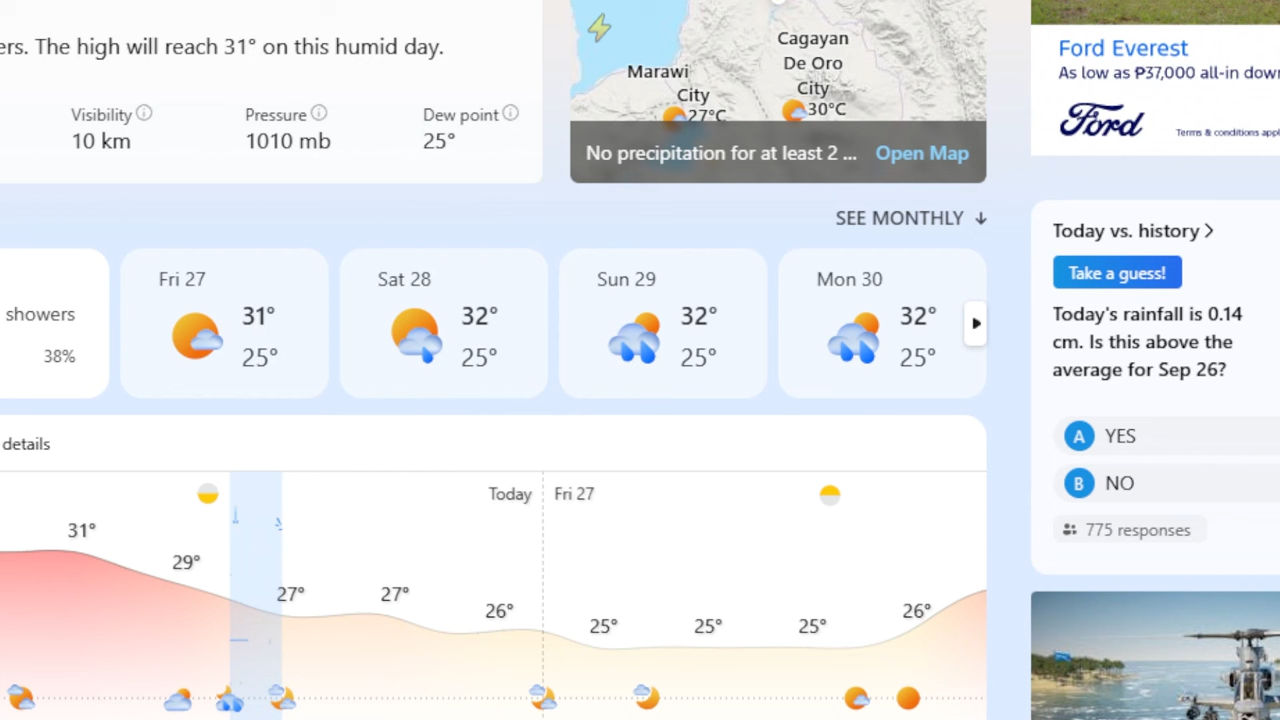 ers. The high will reach 31° on this humid day.
Visibility
10 km
Pressure
1010 mb
Dew point
25°
Marawi
City
27°C
Cagayan
De Oro
City
30°C
No precipitation for at least 2 ...
Open Map
Ford Everest
As low as ₱37,000 all-in down
Ford
Terms & conditions appl
SEE MONTHLY
showers
38%
Fri 27
31°
25°
Sat 28
32°
25°
Sun 29
32°
25°
Mon 30
32°
25°
Today vs. history
Take a guess!
Today's rainfall is 0.14
cm. Is this above the
average for Sep 26?
A YES
B NO
775 responses
details
Today
Fri 27
31°
29°
27°
27°
26°
25°
25°
25°
26°